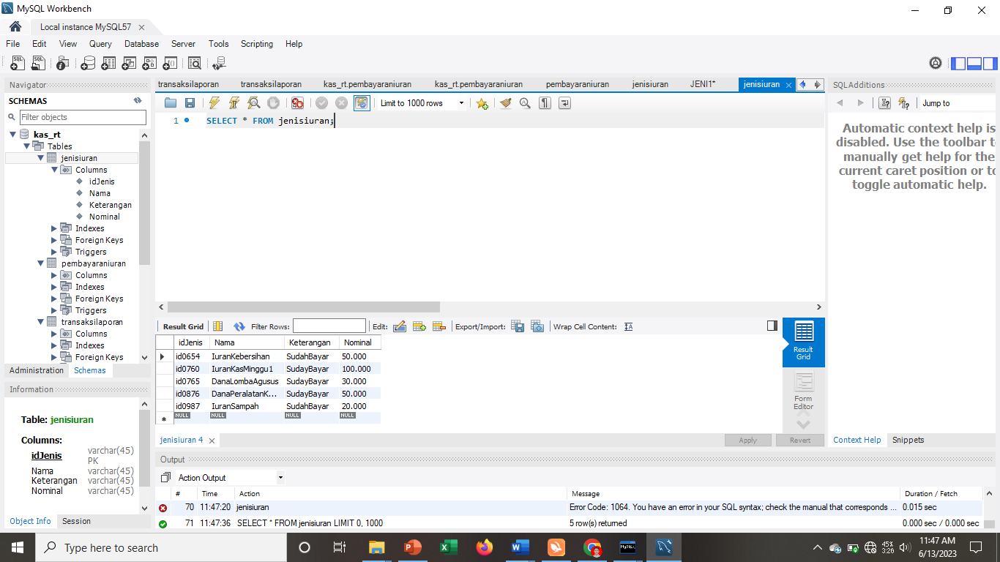 MySQL Workbench
Local instance MySQL57
File Edit View Query Database Server Tools Scripting Help
Navigator
SCHEMAS
Filter objects
kas_rt
Tables
jenisiuran
Columns
idJenis
Nama
Keterangan
Nominal
Indexes
Foreign Keys
Triggers
pembayaraniuran
Columns
Indexes
Foreign Keys
Triggers
transaksilaporan
Columns
Indexes
Foreign Keys
Administration Schemas
Information
Table: jenisiuran
Columns:
idJenis varchar(45) PK
Nama varchar(45)
Keterangan varchar(45)
Nominal varchar(45)
Object Info Session
transaksilaporan transaksilaporan kas_rt.pembayaraniuran kas_rt.pembayaraniuran pembayaraniuran jenisiuran JENI1* jenisiuran
Limit to 1000 rows
1 SELECT * FROM jenisiuran;
Result Grid Filter Rows: Edit: Export/Import: Wrap Cell Content: IA
idJenis Nama Keterangan Nominal
id0654 IuranKebersihan SudahBayar 50.000
id0760 IuranKasMinggu1 SudayBayar 100.000
id0765 DanaLombaAgusus SudayBayar 30.000
id0876 DanaPeralatanK... SudayBayar 50.000
id0987 IuranSampah SudahBayar 20.000
NULL NULL NULL NULL
Result Grid
Form Editor
jenisiuran 4
Apply Revert
SQLAdditions
Jump to
Automatic context help is
disabled. Use the toolbar t
manually get help for the
current caret position or to
toggle automatic help.
Context Help Snippets
Output
Action Output
# Time Action Message Duration / Fetch
70 11:47:20 jenisiuran Error Code: 1064. You have an error in your SQL syntax; check the manual that corresponds ... 0.015 sec
71 11:47:36 SELECT * FROM jenisiuran LIMIT 0, 1000 5 row(s) returned 0.000 sec / 0.000 sec
Type here to search
45%
3:26
11:47 AM
6/13/2023